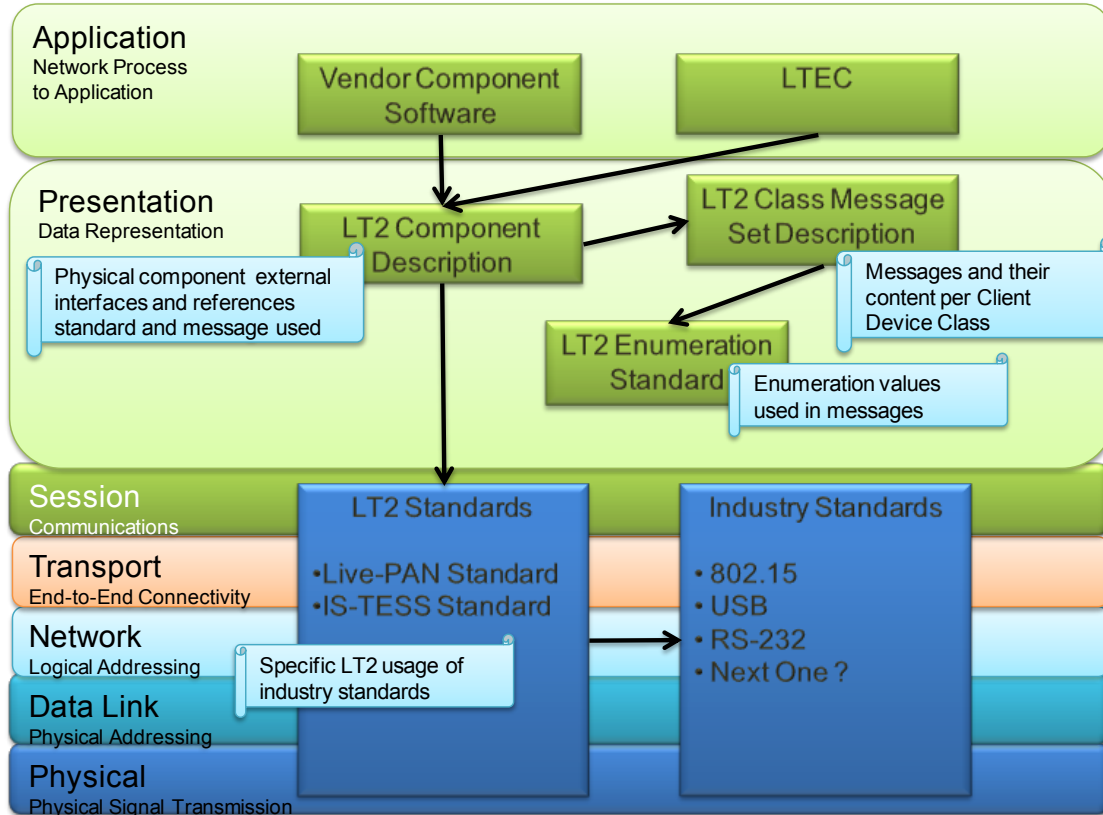 Application
Network Process
to Application
Vendor Component
Software
LTEC
Presentation
Data Representation
LT2 Component
Description
LT2 Class Message
Set Description
Physical component external
interfaces and references
standard and message used
Messages and their
content per Client
Device Class
LT2 Enumeration
Standard
Enumeration values
used in messages
Session
Communications
LT2 Standards
•Live-PAN Standard
•IS-TESS Standard
Industry Standards
• 802.15
• USB
• RS-232
• Next One ?
Transport
End-to-End Connectivity
Network
Logical Addressing
Specific LT2 usage of
industry standards
Data Link
Physical Addressing
Physical
Physical Signal Transmission